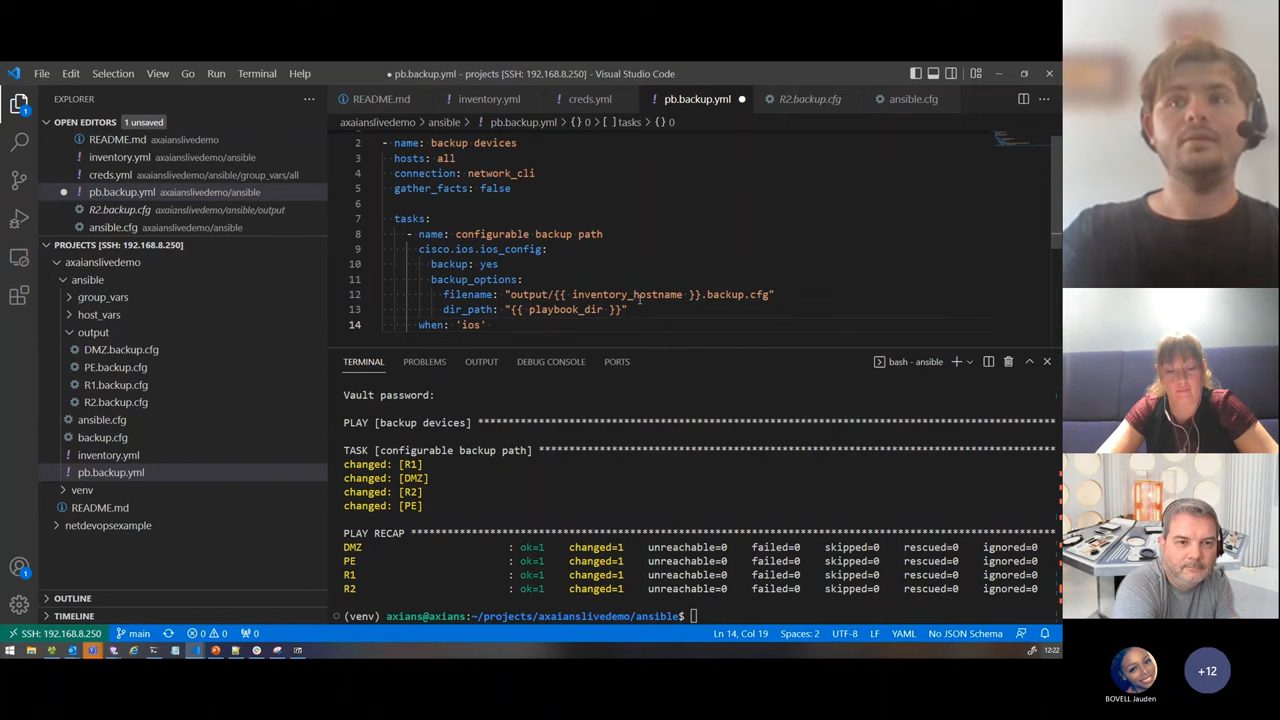 File Edit Selection View Go Run Terminal Help
● pb.backup.yml - projects [SSH: 192.168.8.250] - Visual Studio Code
EXPLORER
README.md inventory.yml creds.yml pb.backup.yml R2.backup.cfg ansible.cfg
OPEN EDITORS 1 unsaved
axaianslivedemo > ansible > pb.backup.yml > {} 0 > [ ] tasks > {} 0
README.md axaianslivedemo
inventory.yml axaianslivedemo/ansible
creds.yml axaianslivedemo/ansible/group_vars/all
pb.backup.yml axaianslivedemo/ansible
R2.backup.cfg axaianslivedemo/ansible/output
ansible.cfg axaianslivedemo/ansible
PROJECTS [SSH: 192.168.8.250]
axaianslivedemo
ansible
group_vars
host_vars
output
DMZ.backup.cfg
PE.backup.cfg
R1.backup.cfg
R2.backup.cfg
ansible.cfg
backup.cfg
inventory.yml
pb.backup.yml
venv
README.md
netdevopsexample
OUTLINE
TIMELINE
2 - name: backup devices
3 hosts: all
4 connection: network_cli
5 gather_facts: false
6
7 tasks:
8 - name: configurable backup path
9 cisco.ios.ios_config:
10 backup: yes
11 backup_options:
12 filename: "output/{{ inventory_hostname }}.backup.cfg"
13 dir_path: "{{ playbook_dir }}"
14 when: 'ios'
TERMINAL PROBLEMS OUTPUT DEBUG CONSOLE PORTS
bash - ansible
Vault password:
PLAY [backup devices] ****************************************
TASK [configurable backup path] ****************************************
changed: [R1]
changed: [DMZ]
changed: [R2]
changed: [PE]
PLAY RECAP ****************************************
DMZ : ok=1 changed=1 unreachable=0 failed=0 skipped=0 rescued=0 ignored=0
PE : ok=1 changed=1 unreachable=0 failed=0 skipped=0 rescued=0 ignored=0
R1 : ok=1 changed=1 unreachable=0 failed=0 skipped=0 rescued=0 ignored=0
R2 : ok=1 changed=1 unreachable=0 failed=0 skipped=0 rescued=0 ignored=0
(venv) axians@axians:~/projects/axaianslivedemo/ansible$
SSH: 192.168.8.250 main 0 0 0 Ln 14, Col 19 Spaces: 2 UTF-8 LF YAML No JSON Schema
12:22
BOVELL Jauden
+12